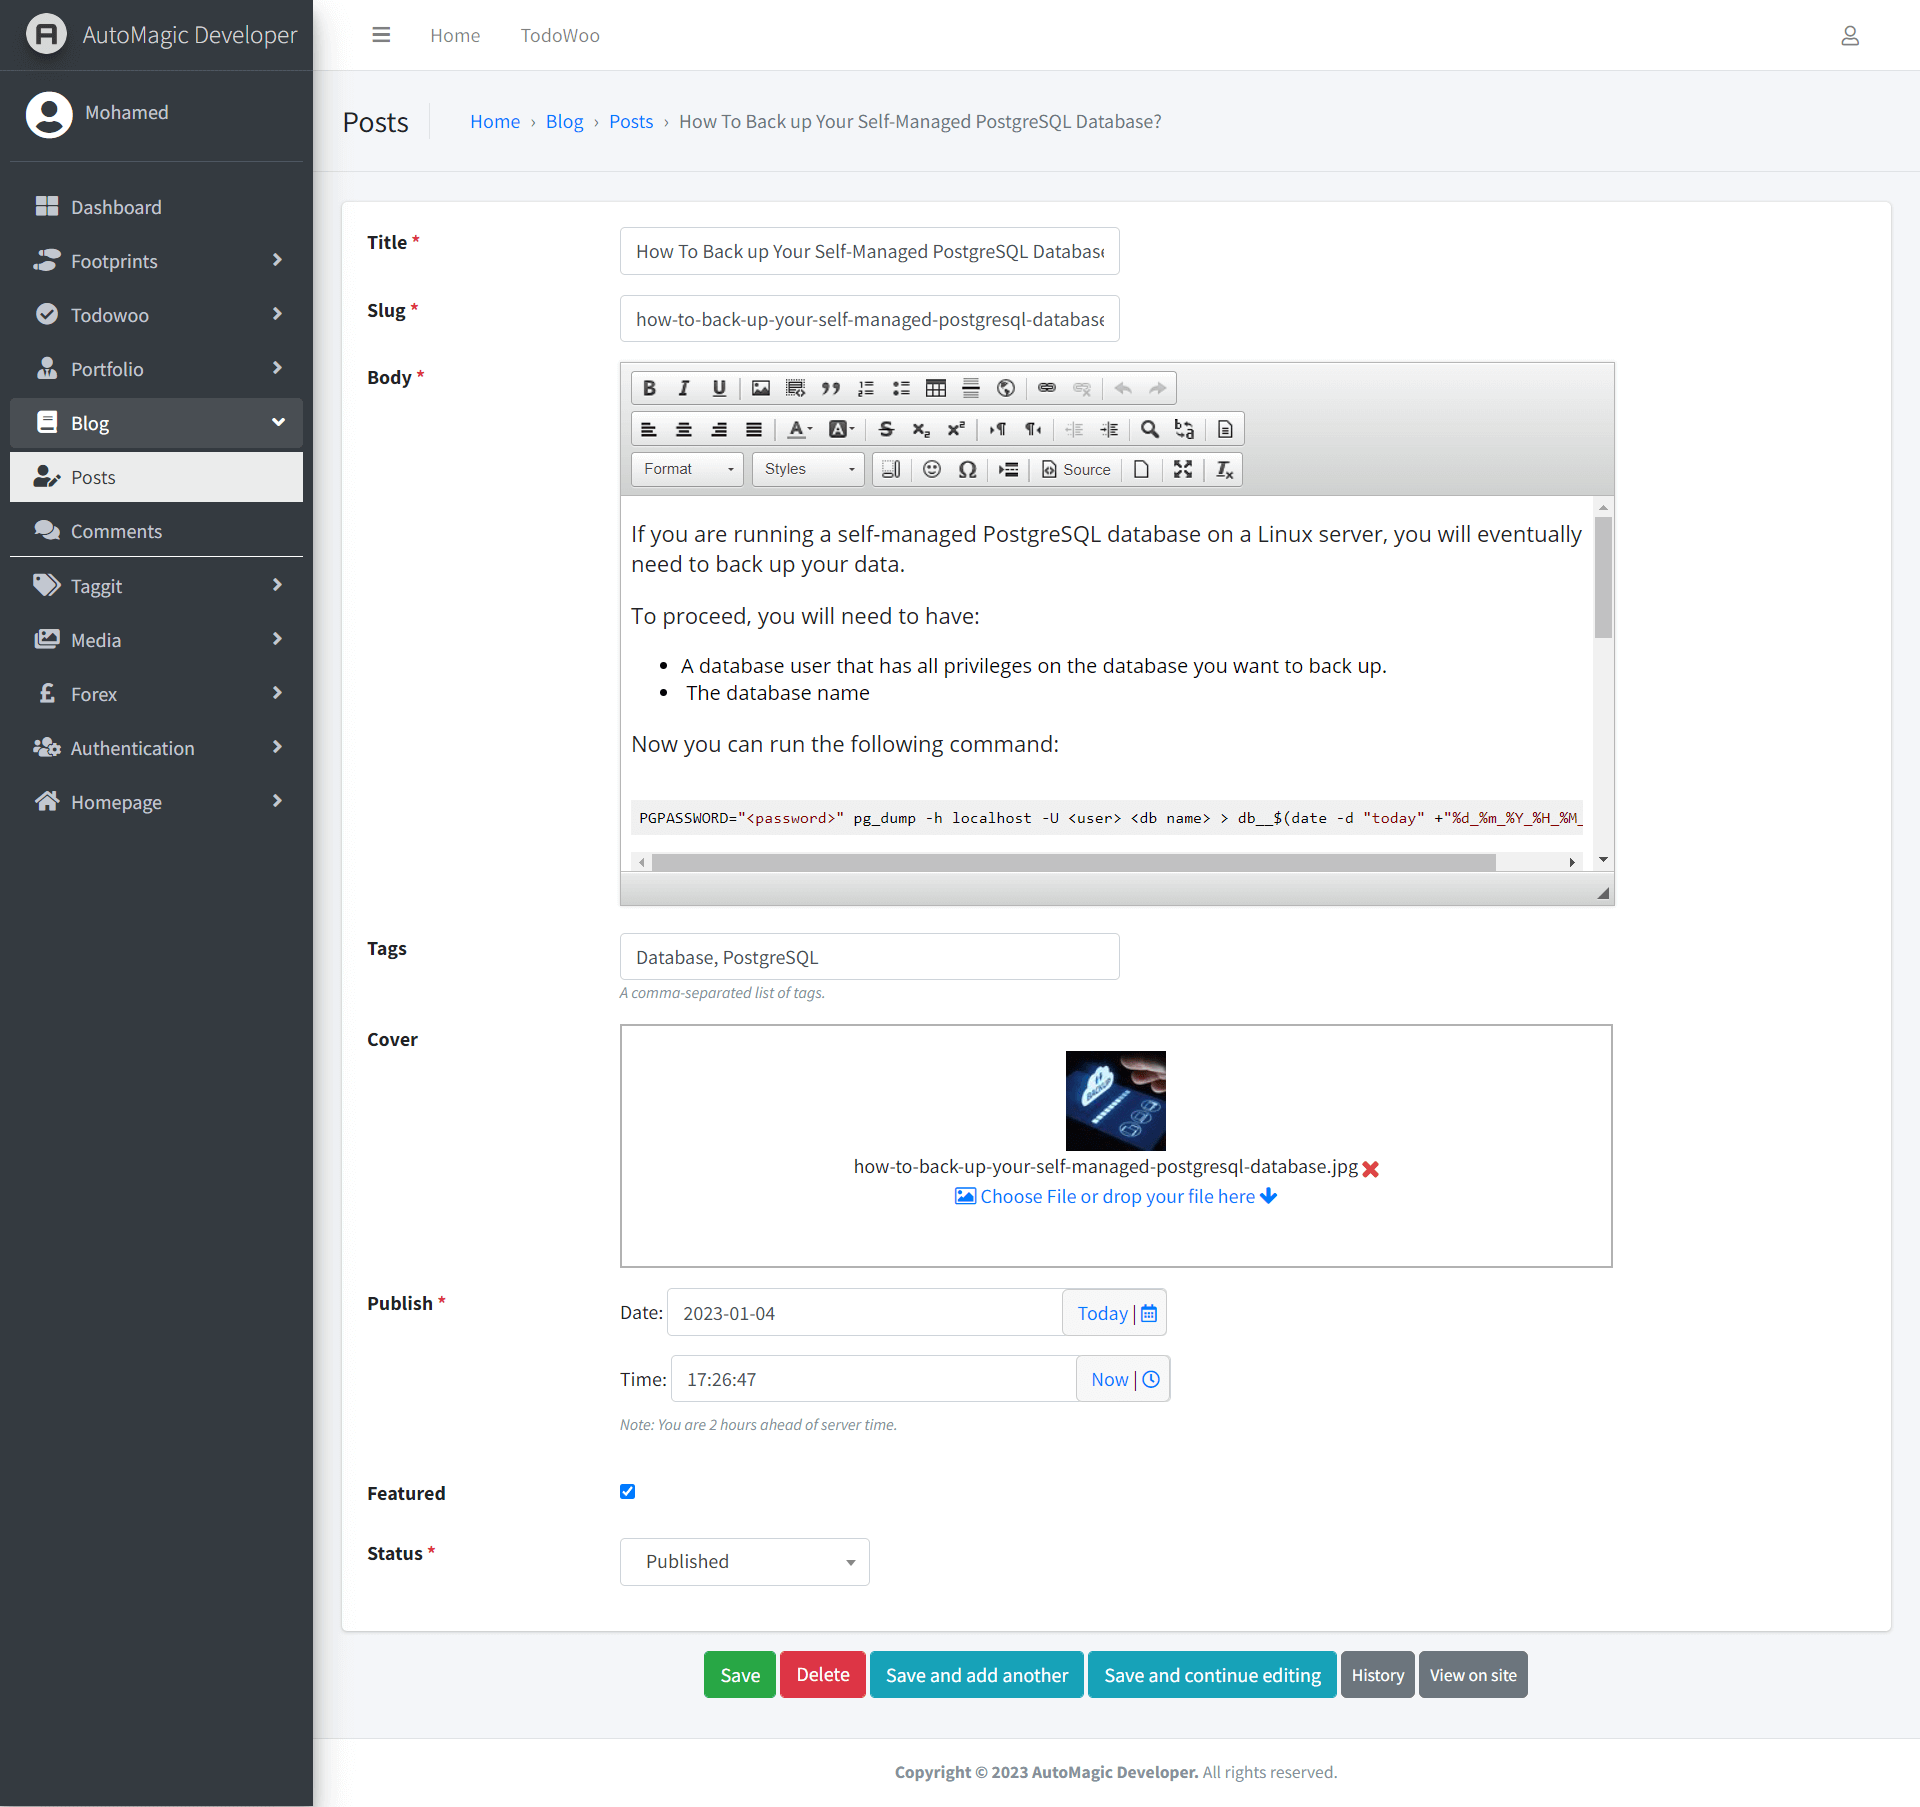 AutoMagic Developer
Home
TodoWoo
Mohamed
Dashboard
Footprints
Todowoo
Portfolio
Blog
Posts
Comments
Taggit
Media
Forex
Authentication
Homepage
Posts
Home › Blog › Posts › How To Back up Your Self-Managed PostgreSQL Database?
Title *
How To Back up Your Self-Managed PostgreSQL Databas
Slug *
how-to-back-up-your-self-managed-postgresql-database
Body *
Format
Styles
Source
If you are running a self-managed PostgreSQL database on a Linux server, you will eventually
need to back up your data.
To proceed, you will need to have:
• A database user that has all privileges on the database you want to back up.
• The database name
Now you can run the following command:
PGPASSWORD="<password>" pg_dump -h localhost -U <user> <db name> > db__$(date -d "today" +"%d_%m_%Y_%H_%M_
Tags
Database, PostgreSQL
A comma-separated list of tags.
Cover
BACKUP
how-to-back-up-your-self-managed-postgresql-database.jpg
Choose File or drop your file here
Publish *
Date: 2023-01-04 Today |
Time: 17:26:47 Now |
Note: You are 2 hours ahead of server time.
Featured
Status *
Published
Save
Delete
Save and add another
Save and continue editing
History
View on site
Copyright © 2023 AutoMagic Developer. All rights reserved.